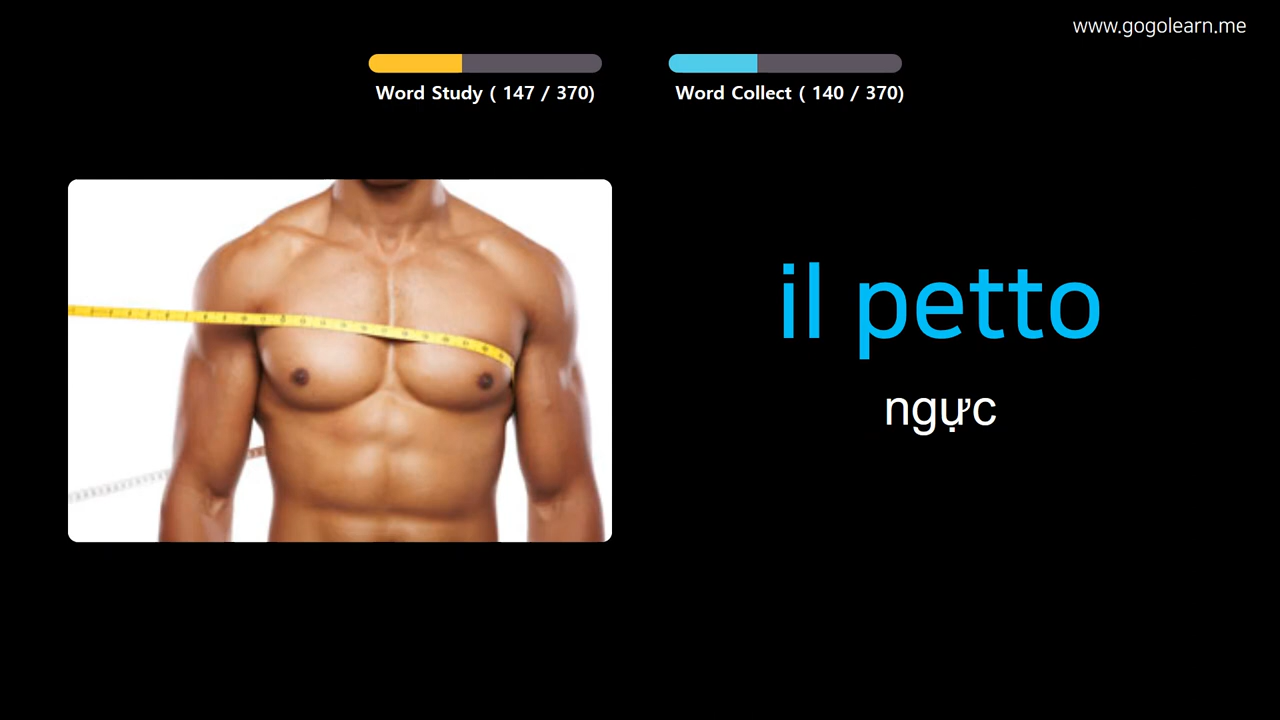 www.gogolearn.me
Word Study ( 147 / 370)
Word Collect ( 140 / 370)
il petto
ngực